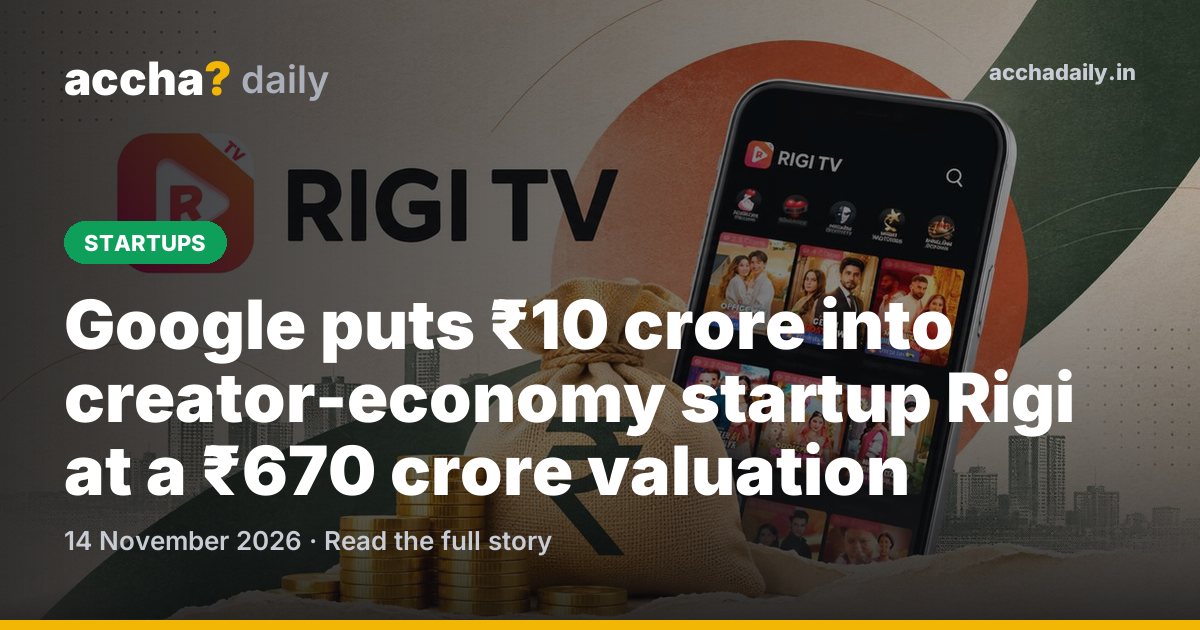 accha? daily
acchadaily.in
TV
R
RIGI TV
R RIGI TV
STARTUPS
Google puts ₹10 crore into
creator-economy startup Rigi
at a ₹670 crore valuation
14 November 2026 · Read the full story
₹